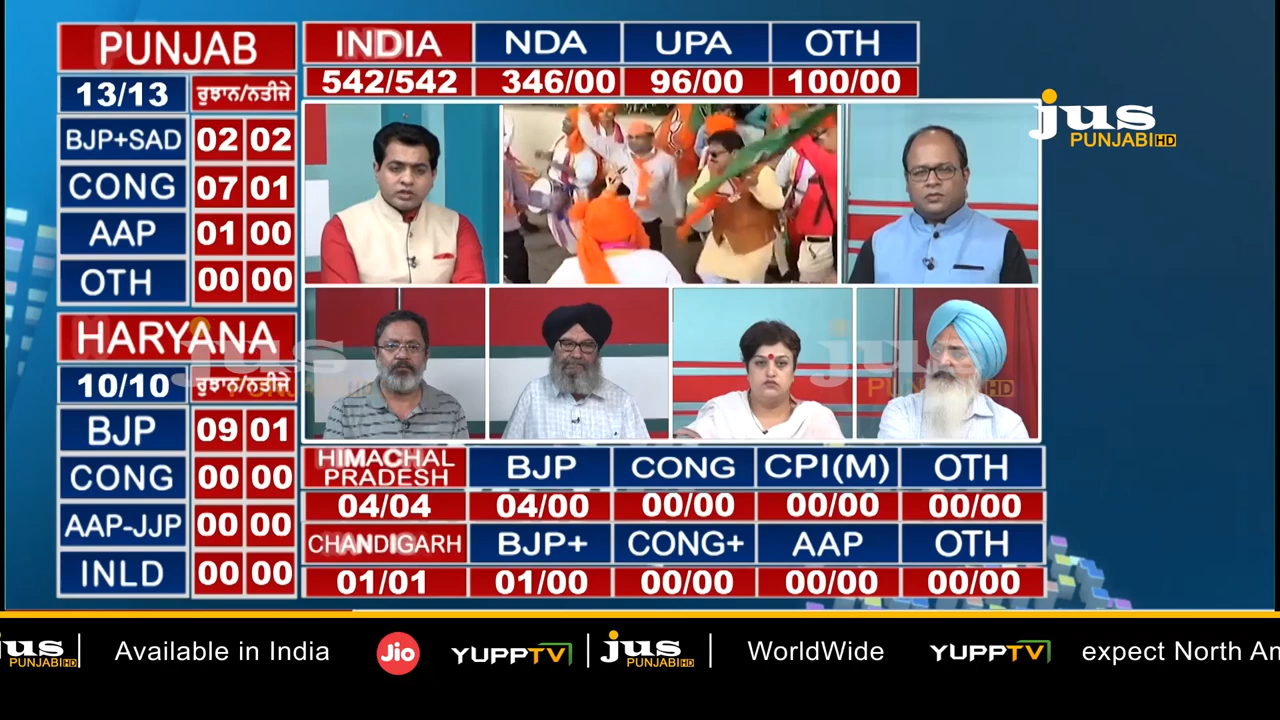 PUNJAB
13/13 ਰੁਝਾਨ/ਨਤੀਜੇ
BJP+SAD 02 02
CONG 07 01
AAP 01 00
OTH 00 00
HARYANA
10/10 ਰੁਝਾਨ/ਨਤੀਜੇ
BJP 09 01
CONG 00 00
AAP-JJP 00 00
INLD 00 00
INDIA NDA UPA OTH
542/542 346/00 96/00 100/00
jus
PUNJABI HD
jus
PUNJABI
jus
PUNJABI HD
HIMACHAL
PRADESH BJP CONG CPI(M) OTH
04/04 04/00 00/00 00/00 00/00
CHANDIGARH BJP+ CONG+ AAP OTH
01/01 01/00 00/00 00/00 00/00
jus PUNJABI HD | Available in India Jio YUPPTV | jus PUNJABI HD | WorldWide YUPPTV expect North Am